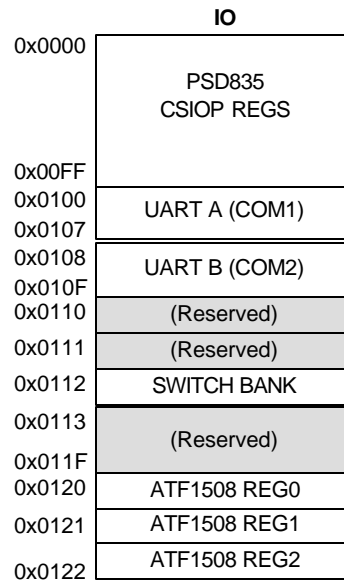 IO
0x0000
PSD835
CSIOP REGS
0x00FF
0x0100
UART A (COM1)
0x0107
0x0108
UART B (COM2)
0x010F
0x0110
(Reserved)
0x0111
(Reserved)
0x0112
SWITCH BANK
0x0113
(Reserved)
0x011F
0x0120
ATF1508 REG0
0x0121
ATF1508 REG1
ATF1508 REG2
0x0122